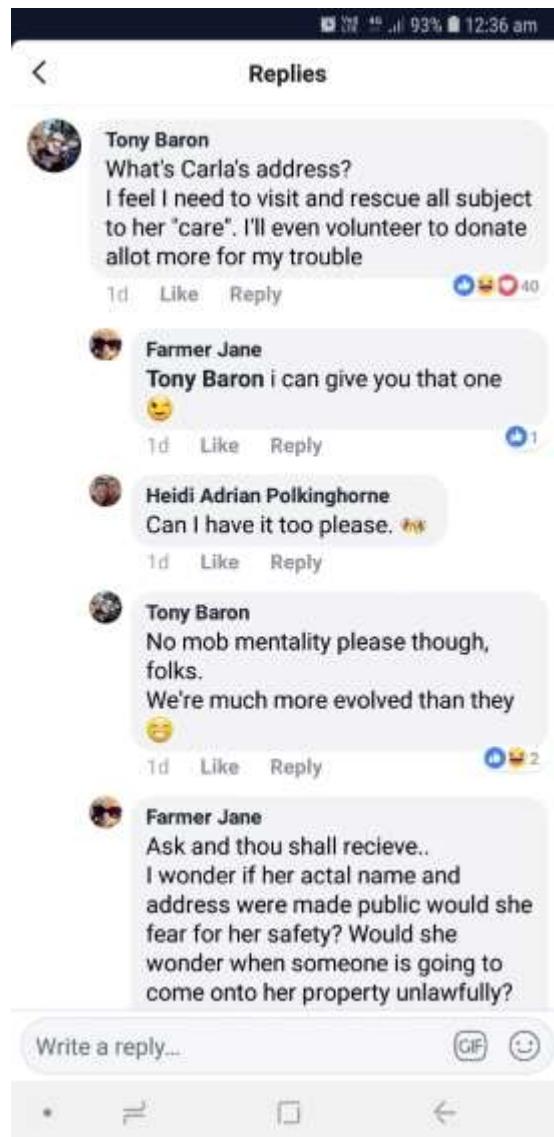 93% 12:36 am
Replies
Tony Baron
What's Carla's address?
I feel I need to visit and rescue all subject
to her "care". I'll even volunteer to donate
allot more for my trouble
1d Like Reply 40
Farmer Jane
Tony Baron i can give you that one
1d Like Reply 1
Heidi Adrian Polkinghorne
Can I have it too please.
1d Like Reply
Tony Baron
No mob mentality please though,
folks.
We're much more evolved than they
1d Like Reply 2
Farmer Jane
Ask and thou shall recieve..
I wonder if her actal name and
address were made public would she
fear for her safety? Would she
wonder when someone is going to
come onto her property unlawfully?
Write a reply... GIF